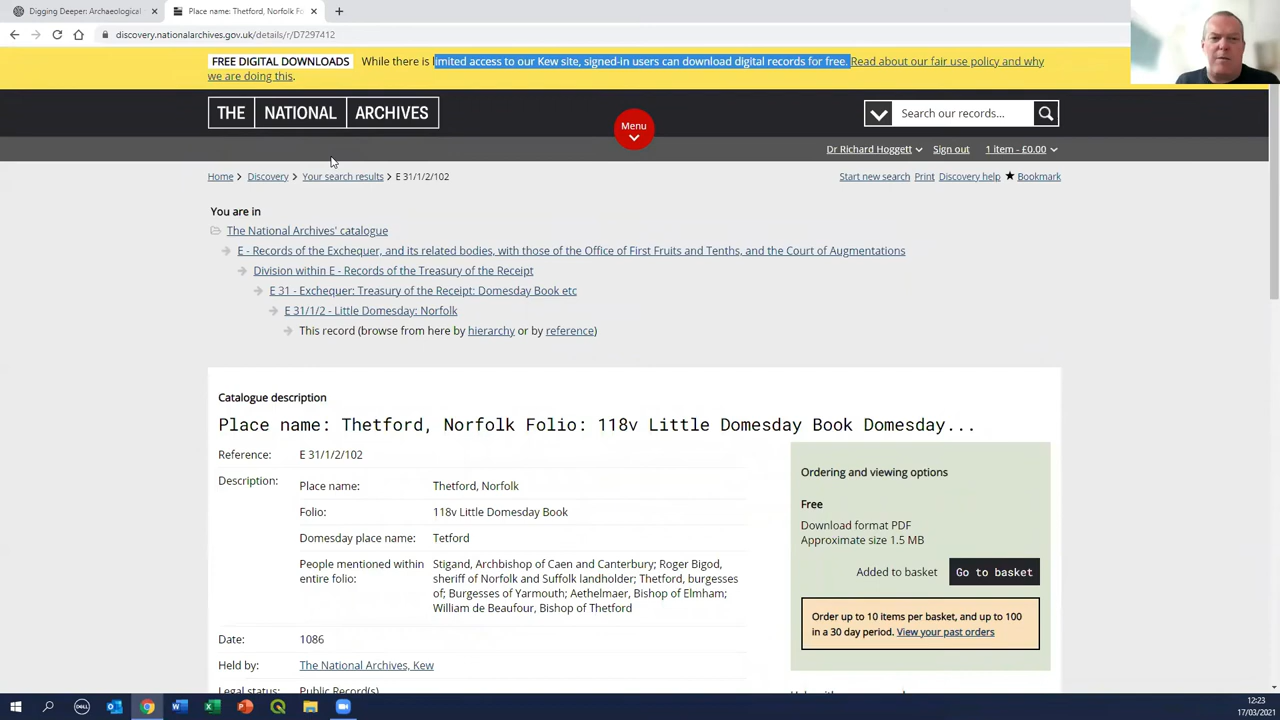 Digging Deeper: Archaeological
Place name: Thetford, Norfolk Fo
discovery.nationalarchives.gov.uk/details/r/D7297412
FREE DIGITAL DOWNLOADS While there is limited access to our Kew site, signed-in users can download digital records for free. Read about our fair use policy and why
we are doing this.
THE NATIONAL ARCHIVES
Menu
Search our records...
Dr Richard Hoggett Sign out 1 item - £0.00
Home Discovery Your search results E 31/1/2/102
Start new search Print Discovery help Bookmark
You are in
The National Archives' catalogue
E - Records of the Exchequer, and its related bodies, with those of the Office of First Fruits and Tenths, and the Court of Augmentations
Division within E - Records of the Treasury of the Receipt
E 31 - Exchequer: Treasury of the Receipt: Domesday Book etc
E 31/1/2 - Little Domesday: Norfolk
This record (browse from here by hierarchy or by reference)
Catalogue description
Place name: Thetford, Norfolk Folio: 118v Little Domesday Book Domesday...
Reference: E 31/1/2/102
Description: Place name: Thetford, Norfolk
Folio: 118v Little Domesday Book
Domesday place name: Tetford
People mentioned within entire folio: Stigand, Archbishop of Caen and Canterbury; Roger Bigod,
sheriff of Norfolk and Suffolk landholder; Thetford, burgesses
of; Burgesses of Yarmouth; Aethelmaer, Bishop of Elmham;
William de Beaufour, Bishop of Thetford
Date: 1086
Held by: The National Archives, Kew
Legal status: Public Record(s)
Ordering and viewing options
Free
Download format PDF
Approximate size 1.5 MB
Added to basket Go to basket
Order up to 10 items per basket, and up to 100
in a 30 day period. View your past orders
DELL
12:23
17/03/2021